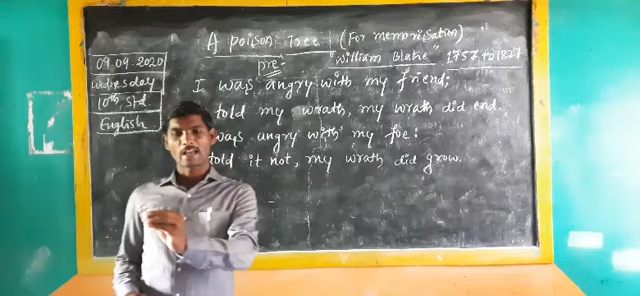 09.09.2020
Wednesday
10th Std
English
A poison Tree (For memorisation)
pre- "William Blake" 1757 to 1827
I was angry with my friend;
told my wrath, my wrath did end.
was angry with my foe:
told it not, my wrath did grow.